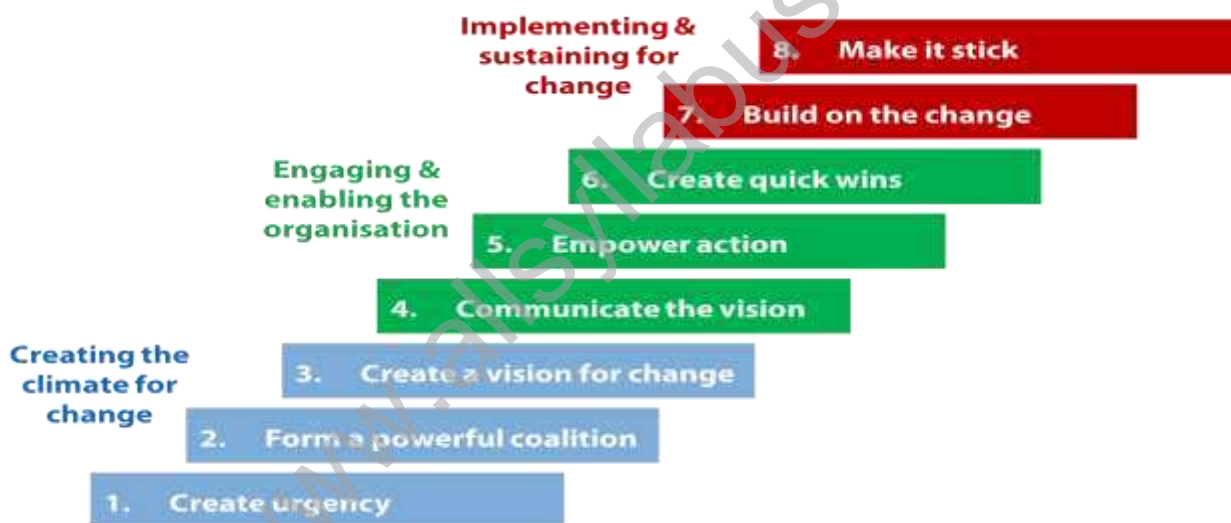 Implementing &
sustaining for
change
8. Make it stick
7. Build on the change
Engaging &
enabling the
organisation
6. Create quick wins
5. Empower action
4. Communicate the vision
Creating the
climate for
change
3. Create a vision for change
2. Form a powerful coalition
1. Create urgency
www.allsyllabus